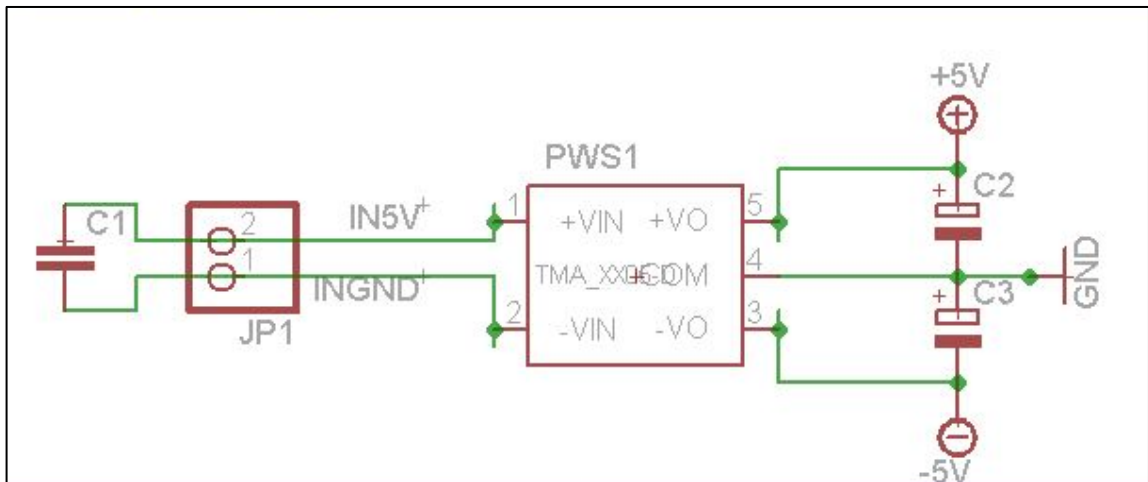 +5V
PWS1
C2
C1
2
IN5V
1
+VIN
+VO
5
1
TMA_XX05-D
COM
4
INGND
C3
GND
JP1
2
-VIN
-VO
3
-5V